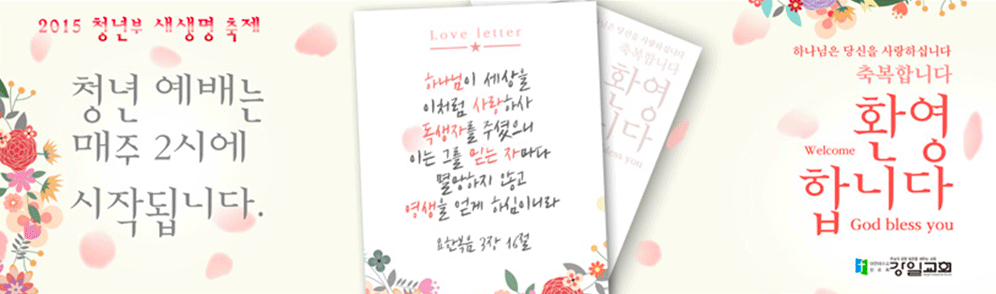 2015 청년부 새생명 축제
청년 예배는
매주 2시에
시작됩니다.
Love letter
하나님이 세상을
이처럼 사랑하사
독생자를 주셨으니
이는 그를 믿는 자마다
멸망하지 않고
영생을 얻게 하심이니라
요한복음 3장 16절
은 당신을 사랑하십니다
축복합니다
환영
니다
bless you
하나님은 당신을 사랑하십니다
축복합니다
환영
Welcome
합니다
God bless you
강일교회